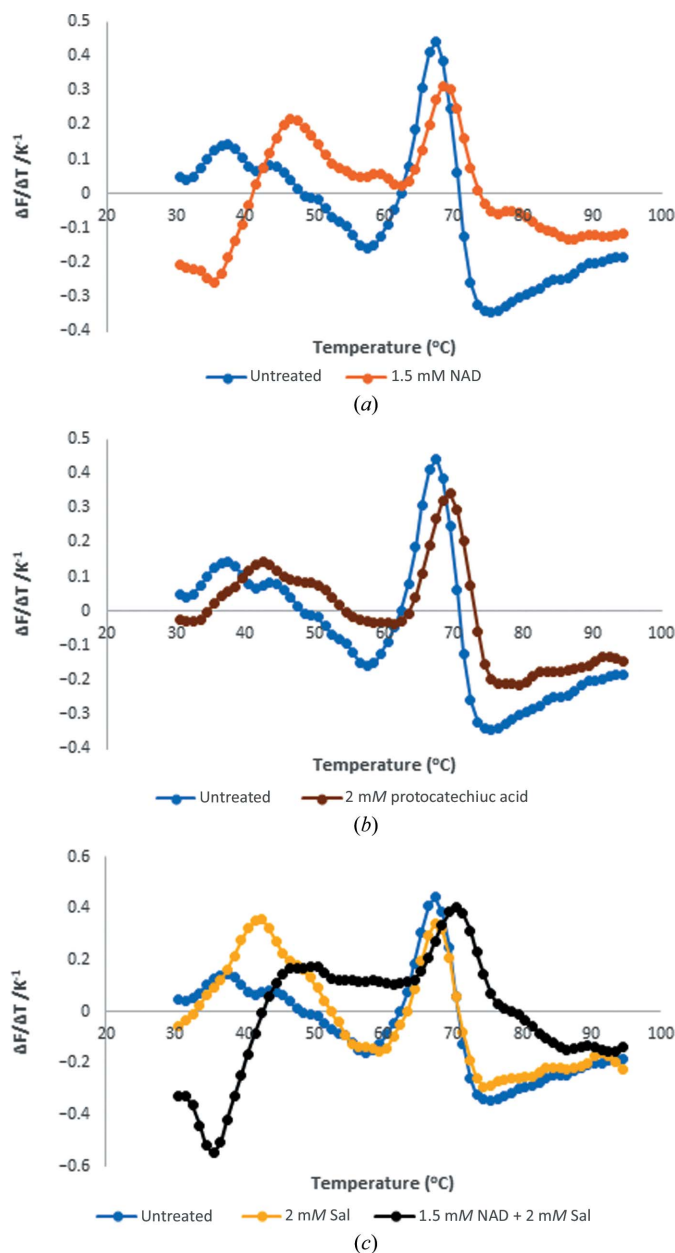 0.5
0.4
0.3
0.2
0.1
0
−0.1
−0.2
−0.3
−0.4
ΔF/ΔT /K-1
20 30 40 50 60 70 80 90 100
Temperature (°C)
Untreated 1.5 mM NAD
(a)
0.5
0.4
0.3
0.2
0.1
0
−0.1
−0.2
−0.3
−0.4
ΔF/ΔT /K-1
20 30 40 50 60 70 80 90 100
Temperature (°C)
Untreated 2 mM protocatechiuc acid
(b)
0.6
0.4
0.2
0
−0.2
−0.4
−0.6
ΔF/ΔT /K-1
20 30 40 50 60 70 80 90 100
Temperature (°C)
Untreated 2 mM Sal 1.5 mM NAD + 2 mM Sal
(c)